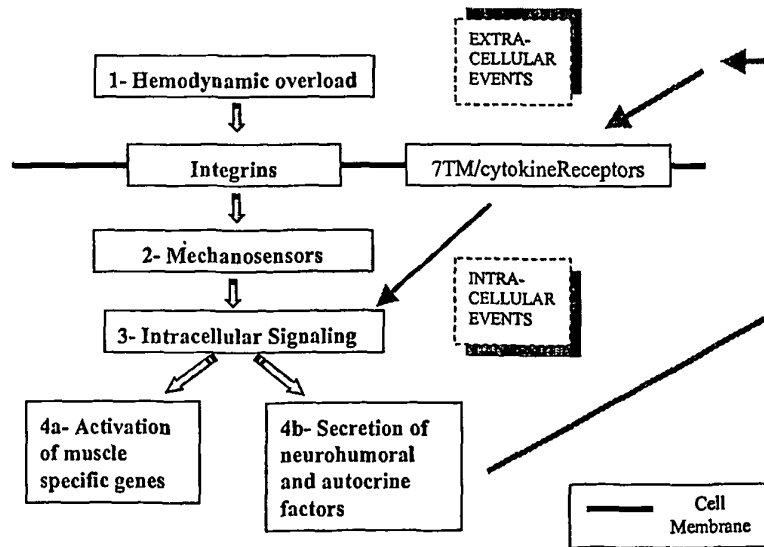 EXTRA-
CELLULAR
EVENTS
1- Hemodynamic overload
Integrins
7TM/cytokineReceptors
2- Mechanosensors
INTRA-
CELLULAR
EVENTS
3- Intracellular Signaling
4a- Activation
of muscle
specific genes
4b- Secretion of
neurohumoral
and autocrine
factors
Cell
Membrane